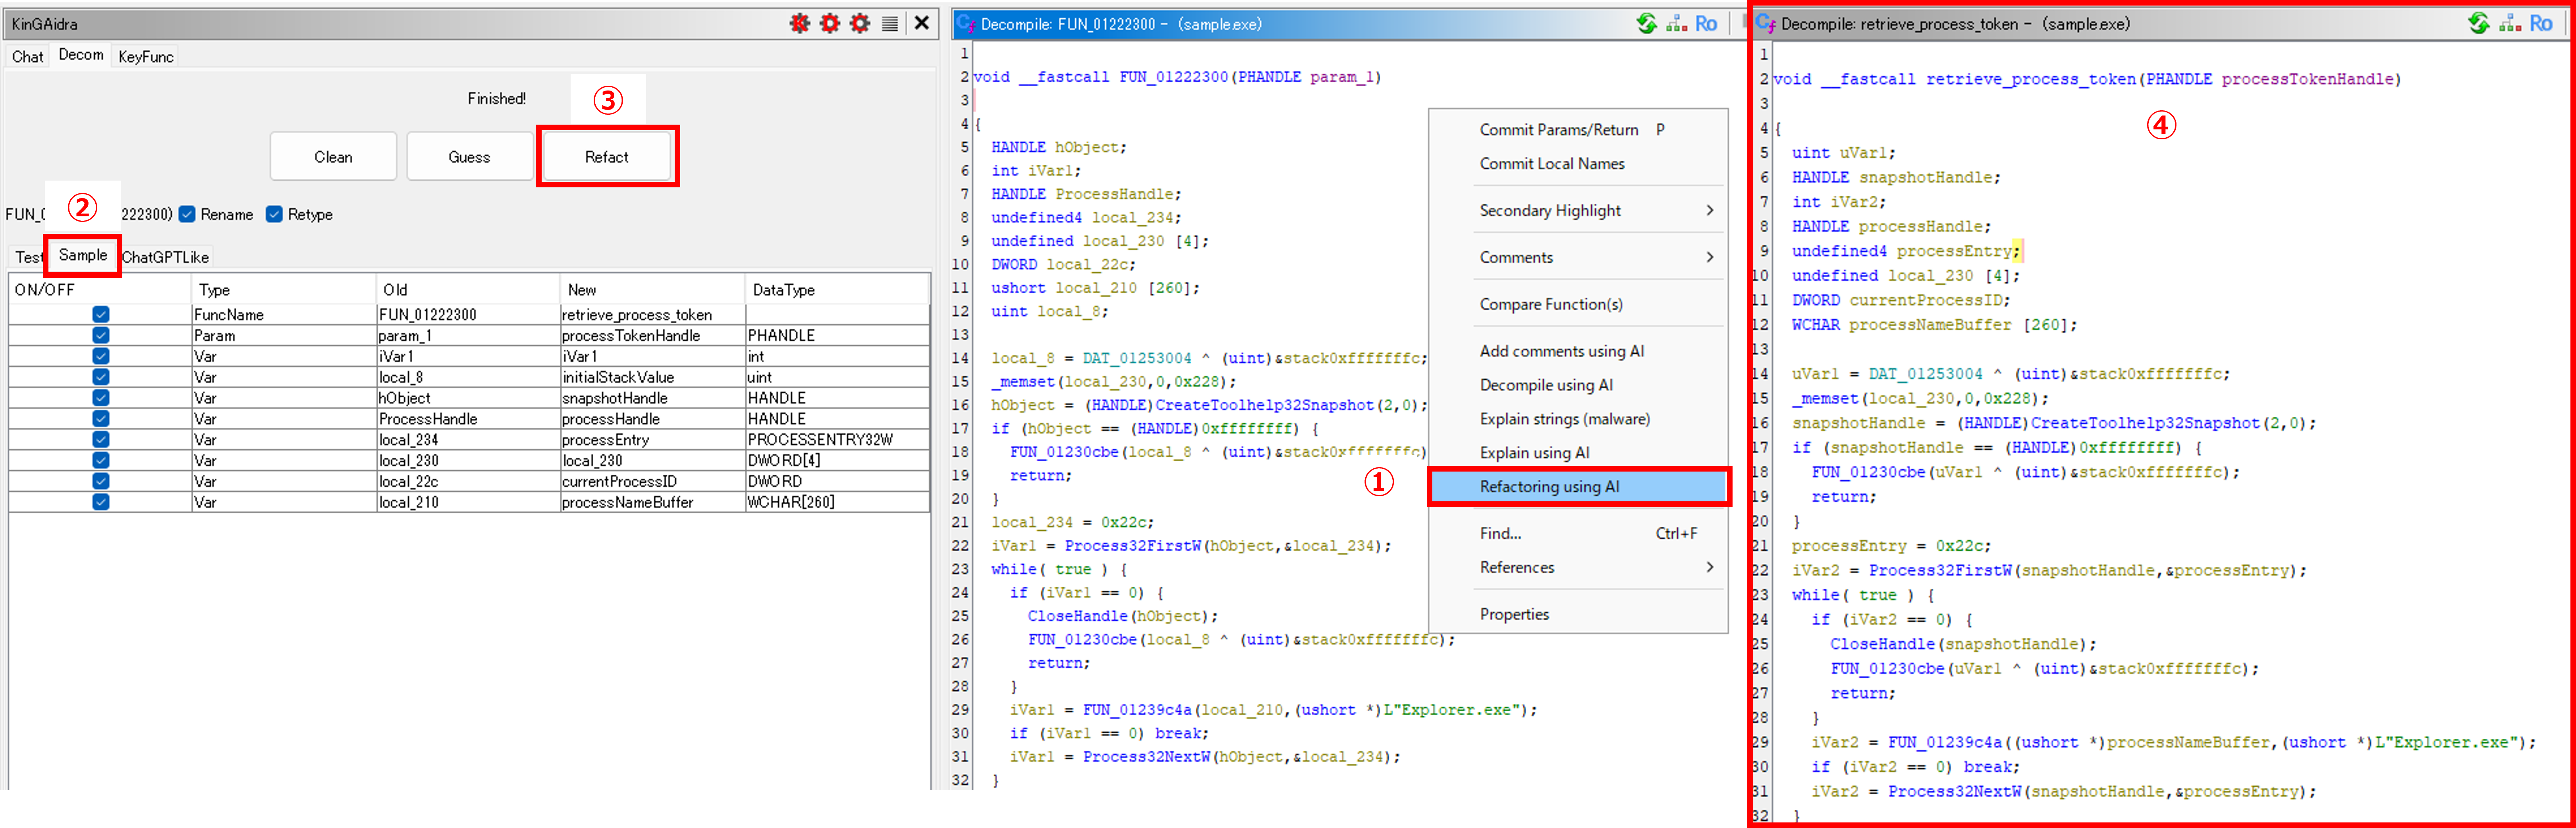 KinGAidra
Chat Decom KeyFunc
Finished!
③
Clean Guess Refact
②
FUN_( 222300) Rename Retype
Test Sample ChatGPTLike
ON/OFF Type Old New DataType
FuncName FUN_01222300 retrieve_process_token
Param param_1 processTokenHandle PHANDLE
Var iVar1 iVar1 int
Var local_8 initialStackValue uint
Var hObject snapshotHandle HANDLE
Var ProcessHandle processHandle HANDLE
Var local_234 processEntry PROCESSENTRY32W
Var local_230 local_230 DWORD[4]
Var local_22c currentProcessID DWORD
Var local_210 processNameBuffer WCHAR[260]
Decompile: FUN_01222300 - (sample.exe)
Ro
1
2 void __fastcall FUN_01222300(PHANDLE param_1)
3
4 {
5 HANDLE hObject;
6 int iVar1;
7 HANDLE ProcessHandle;
8 undefined4 local_234;
9 undefined local_230 [4];
10 DWORD local_22c;
11 ushort local_210 [260];
12 uint local_8;
13
14 local_8 = DAT_01253004 ^ (uint)&stack0xfffffffc;
15 _memset(local_230,0,0x228);
16 hObject = (HANDLE)CreateToolhelp32Snapshot(2,0);
17 if (hObject == (HANDLE)0xffffffff) {
18 FUN_01230cbe(local_8 ^ (uint)&stack0xfffffffc)
19 return;
20 }
21 local_234 = 0x22c;
22 iVar1 = Process32FirstW(hObject,&local_234);
23 while( true ) {
24 if (iVar1 == 0) {
25 CloseHandle(hObject);
26 FUN_01230cbe(local_8 ^ (uint)&stack0xfffffffc);
27 return;
28 }
29 iVar1 = FUN_01239c4a(local_210,(ushort *)L"Explorer.exe");
30 if (iVar1 == 0) break;
31 iVar1 = Process32NextW(hObject,&local_234);
32 }
Commit Params/Return P
Commit Local Names
Secondary Highlight
Comments
Compare Function(s)
Add comments using AI
Decompile using AI
Explain strings (malware)
Explain using AI
①
Refactoring using AI
Find... Ctrl+F
References
Properties
Decompile: retrieve_process_token - (sample.exe)
Ro
1
2 void __fastcall retrieve_process_token(PHANDLE processTokenHandle)
3
④
4 {
5 uint uVar1;
6 HANDLE snapshotHandle;
7 int iVar2;
8 HANDLE processHandle;
9 undefined4 processEntry;
10 undefined local_230 [4];
11 DWORD currentProcessID;
12 WCHAR processNameBuffer [260];
13
14 uVar1 = DAT_01253004 ^ (uint)&stack0xfffffffc;
15 _memset(local_230,0,0x228);
16 snapshotHandle = (HANDLE)CreateToolhelp32Snapshot(2,0);
17 if (snapshotHandle == (HANDLE)0xffffffff) {
18 FUN_01230cbe(uVar1 ^ (uint)&stack0xfffffffc);
19 return;
20 }
21 processEntry = 0x22c;
22 iVar2 = Process32FirstW(snapshotHandle,&processEntry);
23 while( true ) {
24 if (iVar2 == 0) {
25 CloseHandle(snapshotHandle);
26 FUN_01230cbe(uVar1 ^ (uint)&stack0xfffffffc);
27 return;
28 }
29 iVar2 = FUN_01239c4a((ushort *)processNameBuffer,(ushort *)L"Explorer.exe");
30 if (iVar2 == 0) break;
31 iVar2 = Process32NextW(snapshotHandle,&processEntry);
32 }